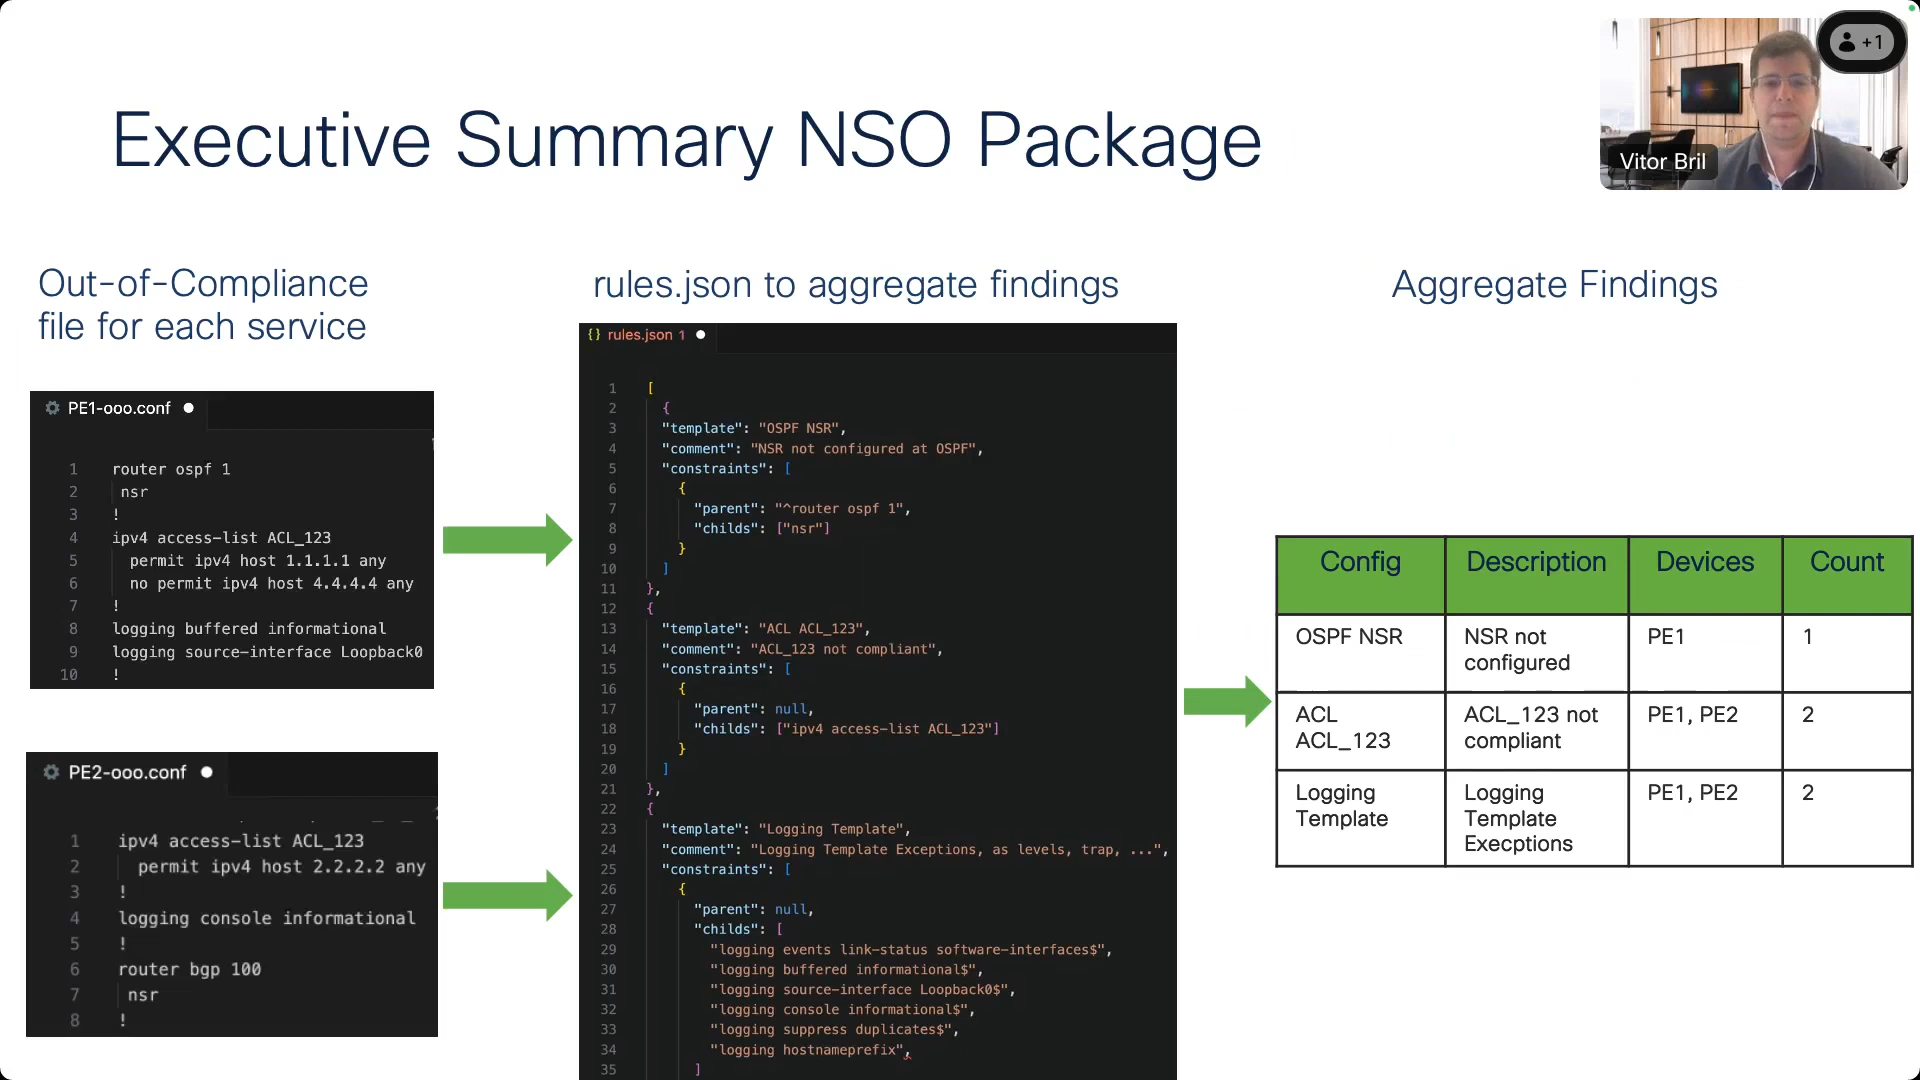 Executive Summary NSO Package
+1
Vitor Bril
Out-of-Compliance
file for each service
PE1-ooo.conf
1 router ospf 1
2 nsr
3 !
4 ipv4 access-list ACL_123
5 permit ipv4 host 1.1.1.1 any
6 no permit ipv4 host 4.4.4.4 any
7 !
8 logging buffered informational
9 logging source-interface Loopback0
10 !
PE2-ooo.conf
1 ipv4 access-list ACL_123
2 permit ipv4 host 2.2.2.2 any
3 !
4 logging console informational
5 !
6 router bgp 100
7 nsr
8 !
rules.json to aggregate findings
{} rules.json 1
1 [
2 {
3 "template": "OSPF NSR",
4 "comment": "NSR not configured at OSPF",
5 "constraints": [
6 {
7 "parent": "^router ospf 1",
8 "childs": ["nsr"]
9 }
10 ]
11 },
12 {
13 "template": "ACL ACL_123",
14 "comment": "ACL_123 not compliant",
15 "constraints": [
16 {
17 "parent": null,
18 "childs": ["ipv4 access-list ACL_123"]
19 }
20 ]
21 },
22 {
23 "template": "Logging Template",
24 "comment": "Logging Template Exceptions, as levels, trap, ...",
25 "constraints": [
26 {
27 "parent": null,
28 "childs": [
29 "logging events link-status software-interfaces$",
30 "logging buffered informational$",
31 "logging source-interface Loopback0$",
32 "logging console informational$",
33 "logging suppress duplicates$",
34 "logging hostnameprefix",
35 ]
Aggregate Findings
Config Description Devices Count
OSPF NSR NSR not configured PE1 1
ACL ACL_123 ACL_123 not compliant PE1, PE2 2
Logging Template Logging Template Execptions PE1, PE2 2